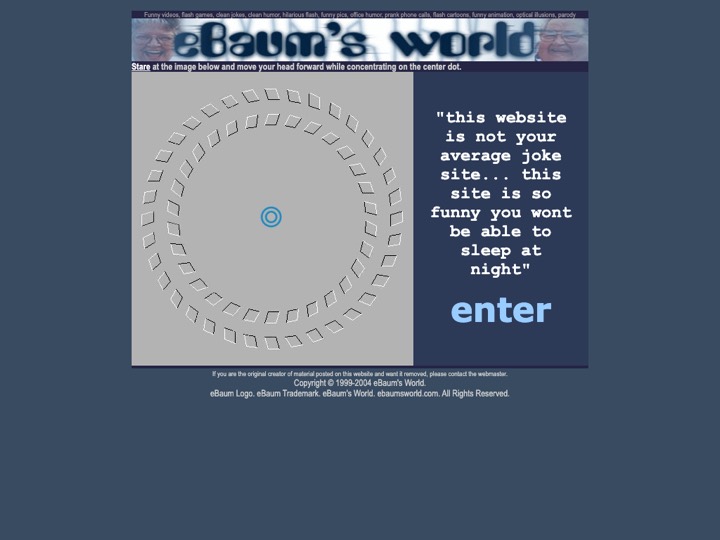 Funny videos, flash games, clean jokes, clean humor, hilarious flash, funny pics, office humor, prank phone calls, flash cartoons, funny animation, optical illusions, parody
eBaum's world
Stare at the image below and move your head forward while concentrating on the center dot.
"this website
is not your
average joke
site... this
site is so
funny you wont
be able to
sleep at
night"
enter
If you are the original creator of material posted on this website and want it removed, please contact the webmaster.
Copyright © 1999-2004 eBaum's World.
eBaum Logo. eBaum Trademark. eBaum's World. ebaumsworld.com. All Rights Reserved.